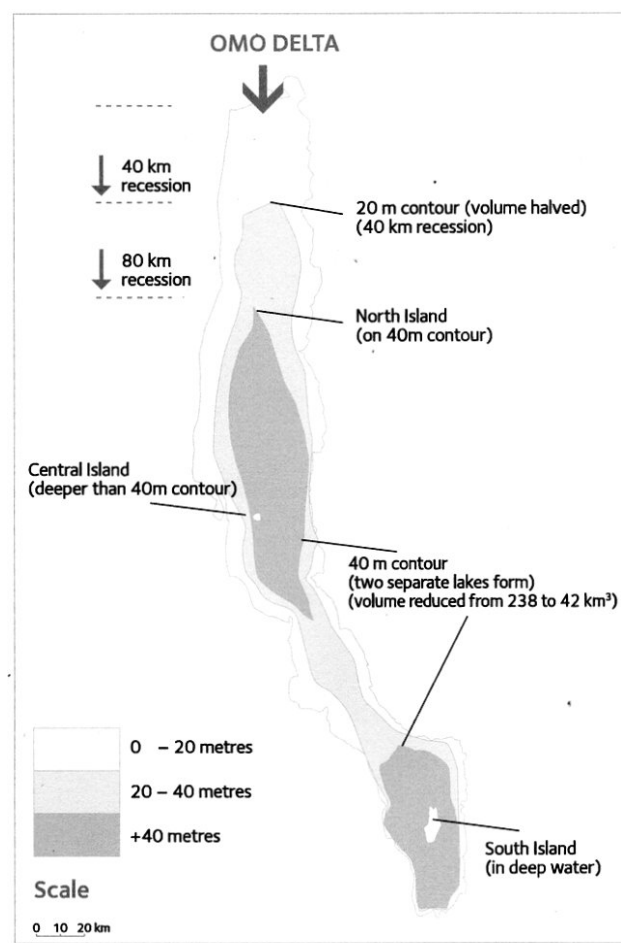 OMO DELTA
40 km
recession
20 m contour (volume halved)
(40 km recession)
80 km
recession
North Island
(on 40m contour)
Central Island
(deeper than 40m contour)
40 m contour
(two separate lakes form)
(volume reduced from 238 to 42 km³)
0 – 20 metres
20 – 40 metres
+40 metres
South Island
(in deep water)
Scale
0 10 20 km